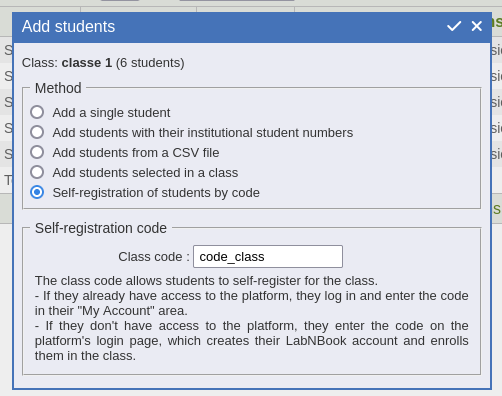 Add students
Class: classe 1 (6 students)
Method
Add a single student
Add students with their institutional student numbers
Add students from a CSV file
Add students selected in a class
Self-registration of students by code
Self-registration code
Class code : code_class
The class code allows students to self-register for the class.
- If they already have access to the platform, they log in and enter the code
in their "My Account" area.
- If they don't have access to the platform, they enter the code on the
platform's login page, which creates their LabNBook account and enrolls
them in the class.